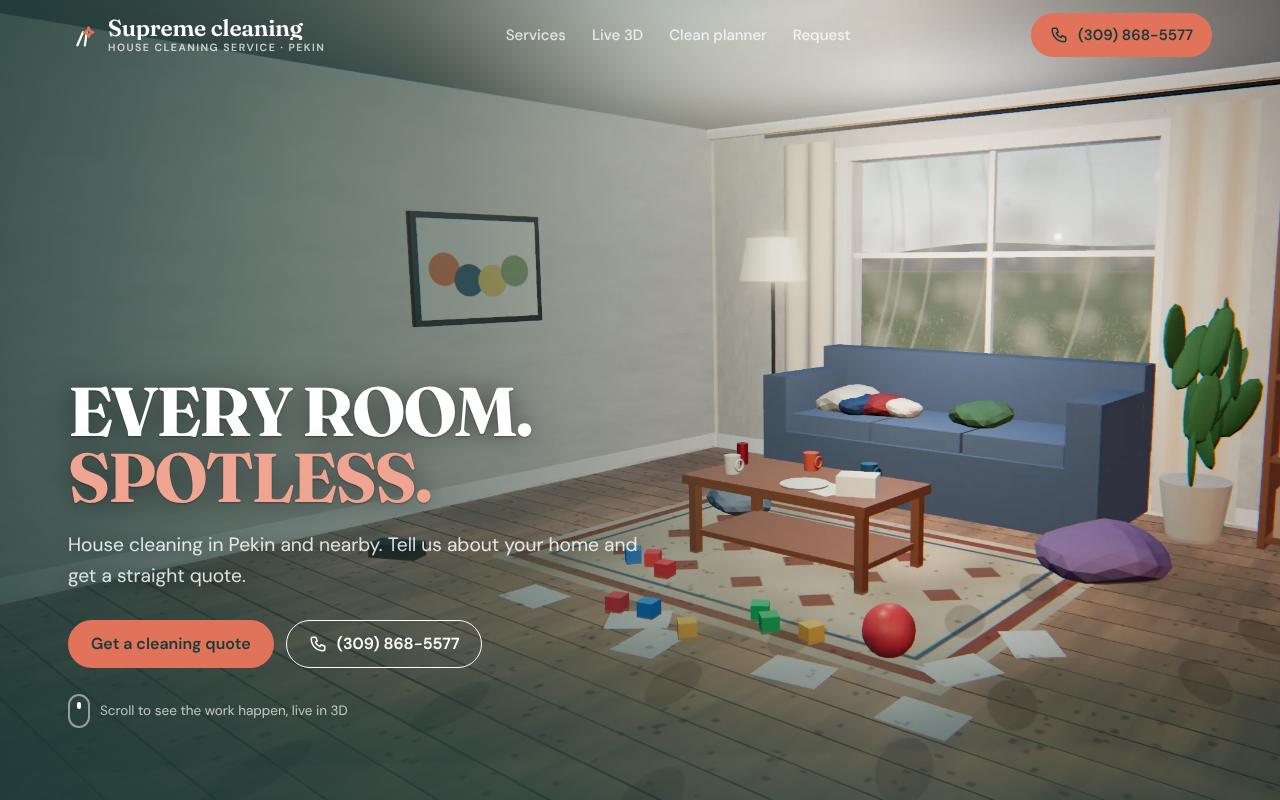 Supreme cleaning
HOUSE CLEANING SERVICE · PEKIN
Services
Live 3D
Clean planner
Request
(309) 868-5577
EVERY ROOM.
SPOTLESS.
House cleaning in Pekin and nearby. Tell us about your home and
get a straight quote.
Get a cleaning quote
(309) 868-5577
Scroll to see the work happen, live in 3D